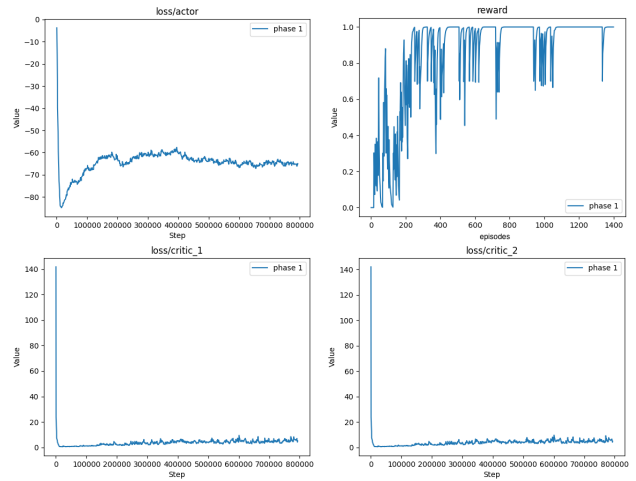 loss/actor
0
−10
−20
−30
−40
−50
−60
−70
−80
Value
0 100000 200000 300000 400000 500000 600000 700000 800000
Step
phase 1
reward
1.0
0.8
0.6
0.4
0.2
0.0
Value
0 200 400 600 800 1000 1200 1400
episodes
phase 1
loss/critic_1
140
120
100
80
60
40
20
0
Value
0 100000 200000 300000 400000 500000 600000 700000 800000
Step
phase 1
loss/critic_2
140
120
100
80
60
40
20
0
Value
0 100000 200000 300000 400000 500000 600000 700000 800000
Step
phase 1